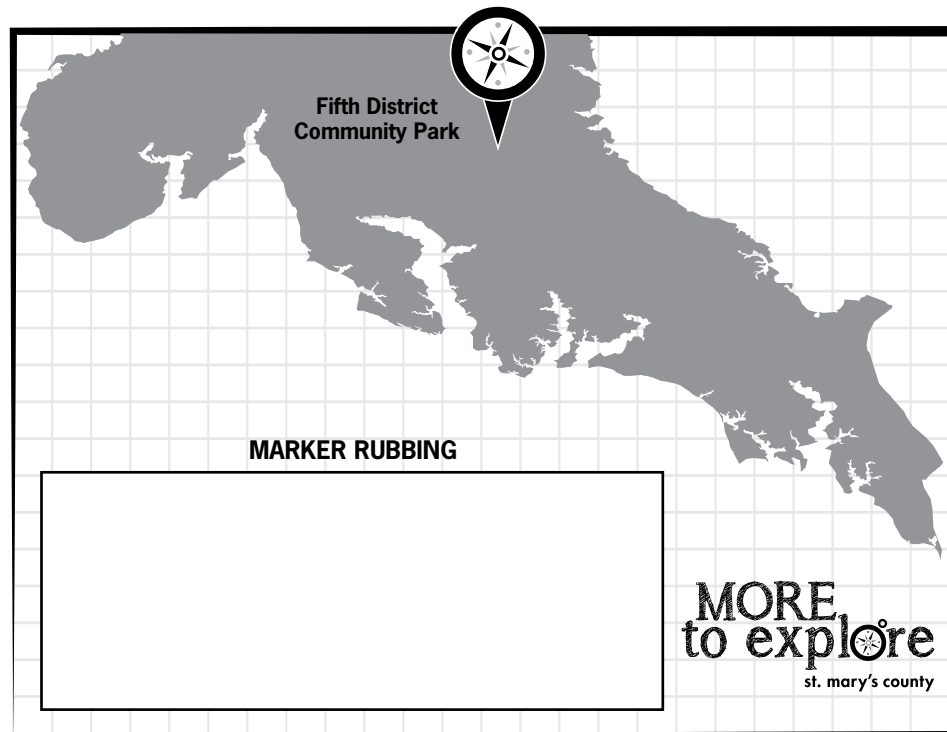 Fifth District
Community Park
MARKER RUBBING
MORE
to explore
st. mary's county